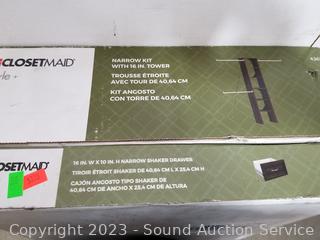 CLOSETMAID
NARROW KIT
WITH 16 IN. TOWER
TROUSSE ÉTROITE
AVEC TOUR DE 40,64 CM
KIT ANGOSTO
CON TORRE DE 40,64 CM
OSETMAID
16 IN. W X 10 IN. H NARROW SHAKER DRAWER
TIROIR ÉTROIT SHAKER DE 40,64 CM L X 25,4 CM H
CAJÓN ANGOSTO TIPO SHAKER DE
40,64 CM DE ANCHO X 25,4 CM DE ALTURA
Copyright 2023 - Sound Auction Service